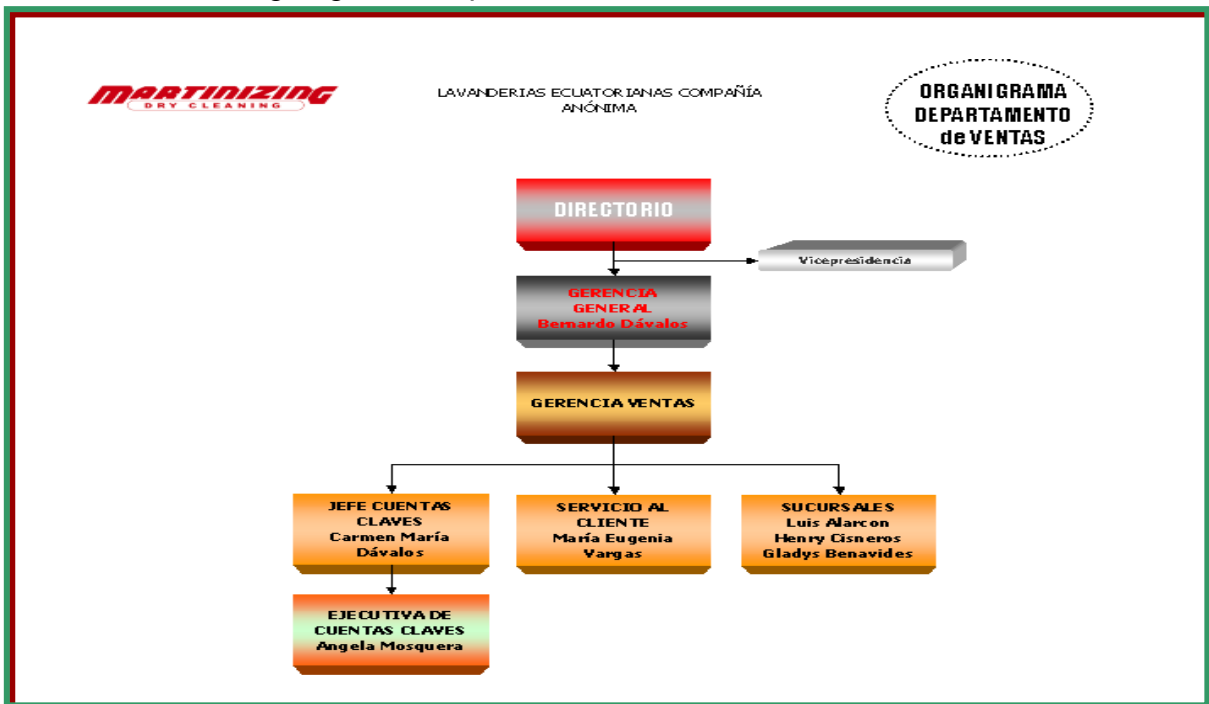 MARTINIZING
DRY CLEANING
LAVANDERIAS ECUATORIANAS COMPAÑÍA
ANÓNIMA
ORGANIGRAMA
DEPARTAMENTO
de VENTAS
DIRECTORIO
Vicepresidencia
GERENCIA
GENERAL
Bernardo Dávalos
GERENCIA VENTAS
JEFE CUENTAS
CLAVES
Carmen María
Dávalos
SERVICIO AL
CLIENTE
María Eugenia
Vargas
SUCURSALES
Luis Alarcon
Henry Cisneros
Gladys Benavides
EJECUTIVA DE
CUENTAS CLAVES
Angela Mosquera